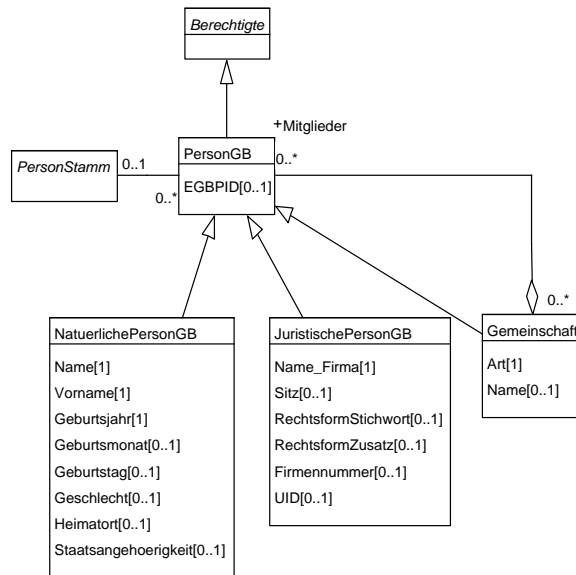 Berechtigte
+Mitglieder
PersonStamm
0..1
0..*
PersonGB
0..*
EGBPID[0..1]
0..*
NatuerlichePersonGB
Name[1]
Vorname[1]
Geburtsjahr[1]
Geburtsmonat[0..1]
Geburtstag[0..1]
Geschlecht[0..1]
Heimatort[0..1]
Staatsangehoerigkeit[0..1]
JuristischePersonGB
Name_Firma[1]
Sitz[0..1]
RechtsformStichwort[0..1]
RechtsformZusatz[0..1]
Firmennummer[0..1]
UID[0..1]
Gemeinschaft
Art[1]
Name[0..1]